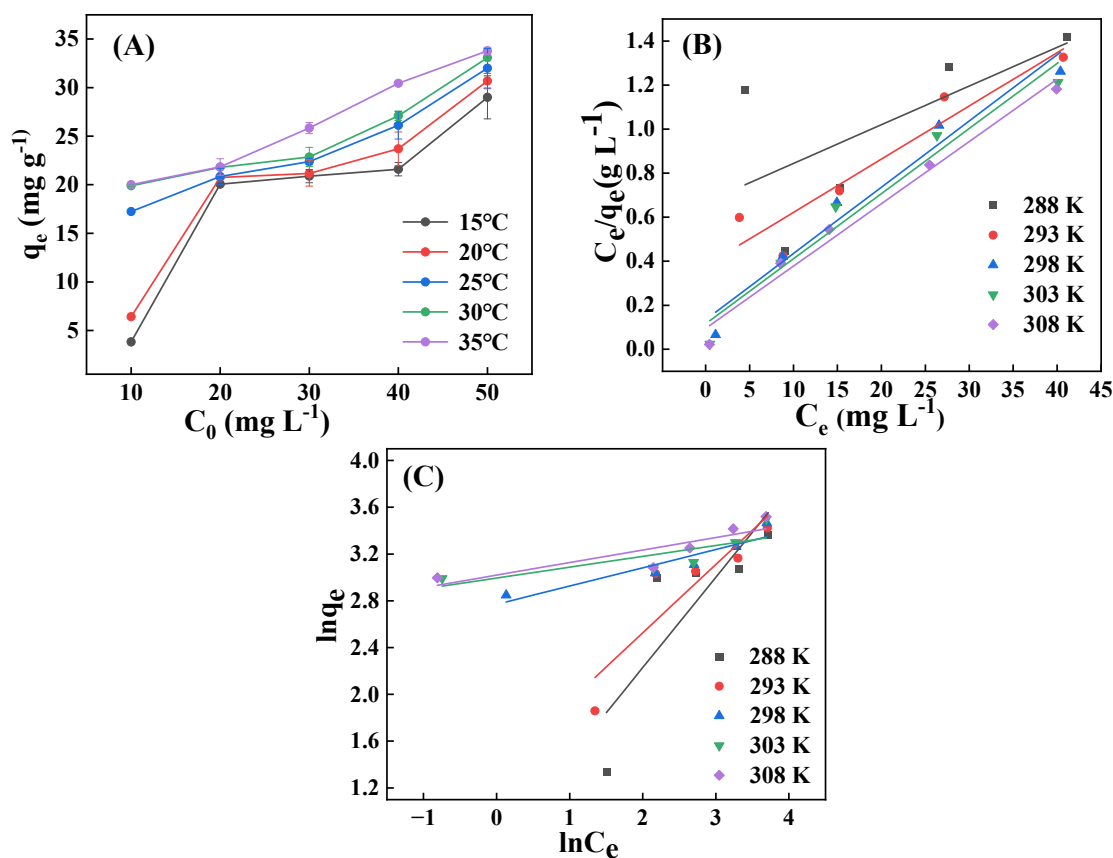 (A)
35
30
25
20
15
10
5
qe (mg g-1)
15℃
20℃
25℃
30℃
35℃
10 20 30 40 50
C0 (mg L-1)
(B)
1.4
1.2
1.0
0.8
0.6
0.4
0.2
0.0
Ce/qe(g L-1)
288 K
293 K
298 K
303 K
308 K
0 5 10 15 20 25 30 35 40 45
Ce (mg L-1)
(C)
4.0
3.6
3.2
2.8
2.4
2.0
1.6
1.2
lnqe
288 K
293 K
298 K
303 K
308 K
−1 0 1 2 3 4
lnCe